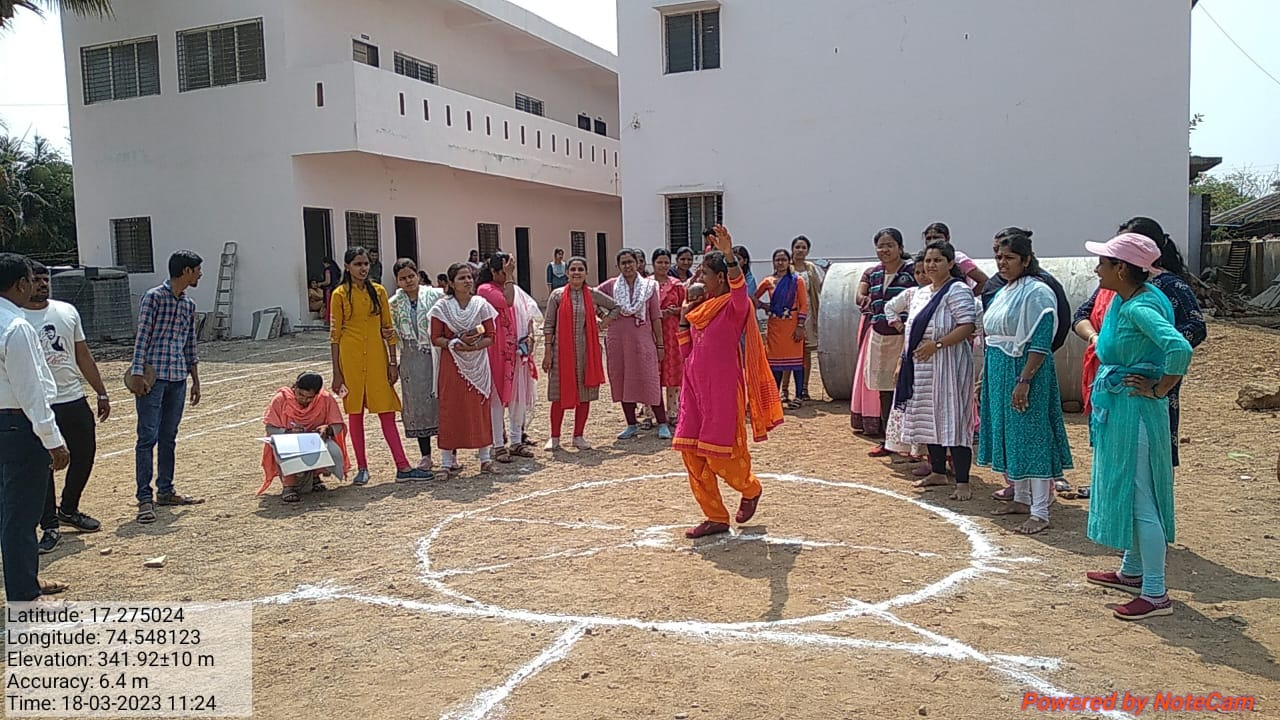 Latitude: 17.275024
Longitude: 74.548123
Elevation: 341.92±10 m
Accuracy: 6.4 m
Time: 18-03-2023 11:24
Powered by NoteCam